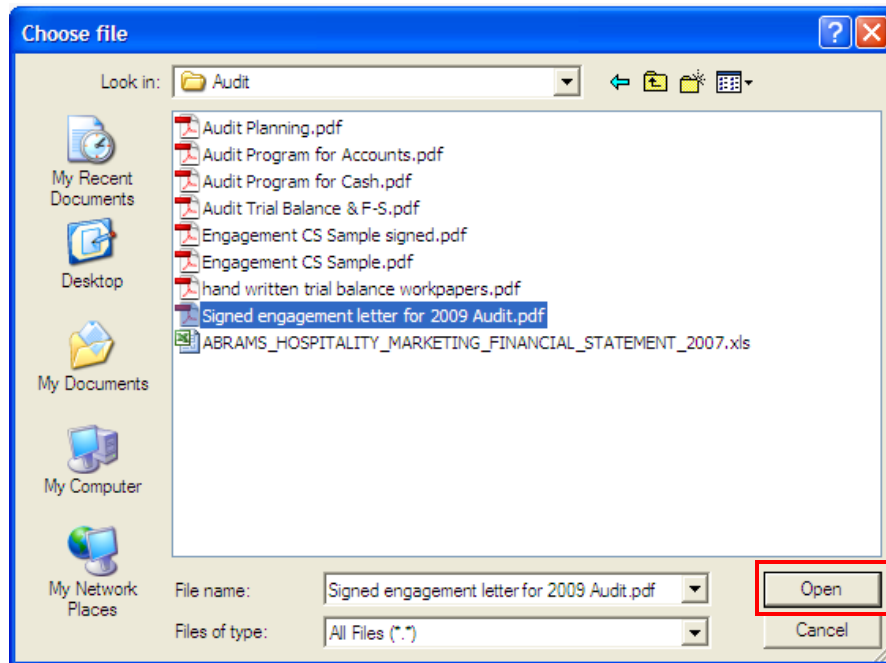 Choose file
Look in:
Audit
My Recent
Documents
Desktop
My Documents
My Computer
My Network
Places
Audit Planning.pdf
Audit Program for Accounts.pdf
Audit Program for Cash.pdf
Audit Trial Balance & F-S.pdf
Engagement CS Sample signed.pdf
Engagement CS Sample.pdf
hand written trial balance workpapers.pdf
Signed engagement letter for 2009 Audit.pdf
ABRAMS_HOSPITALITY_MARKETING_FINANCIAL_STATEMENT_2007.xls
File name:
Signed engagement letter for 2009 Audit.pdf
Open
Files of type:
All Files (*.*)
Cancel